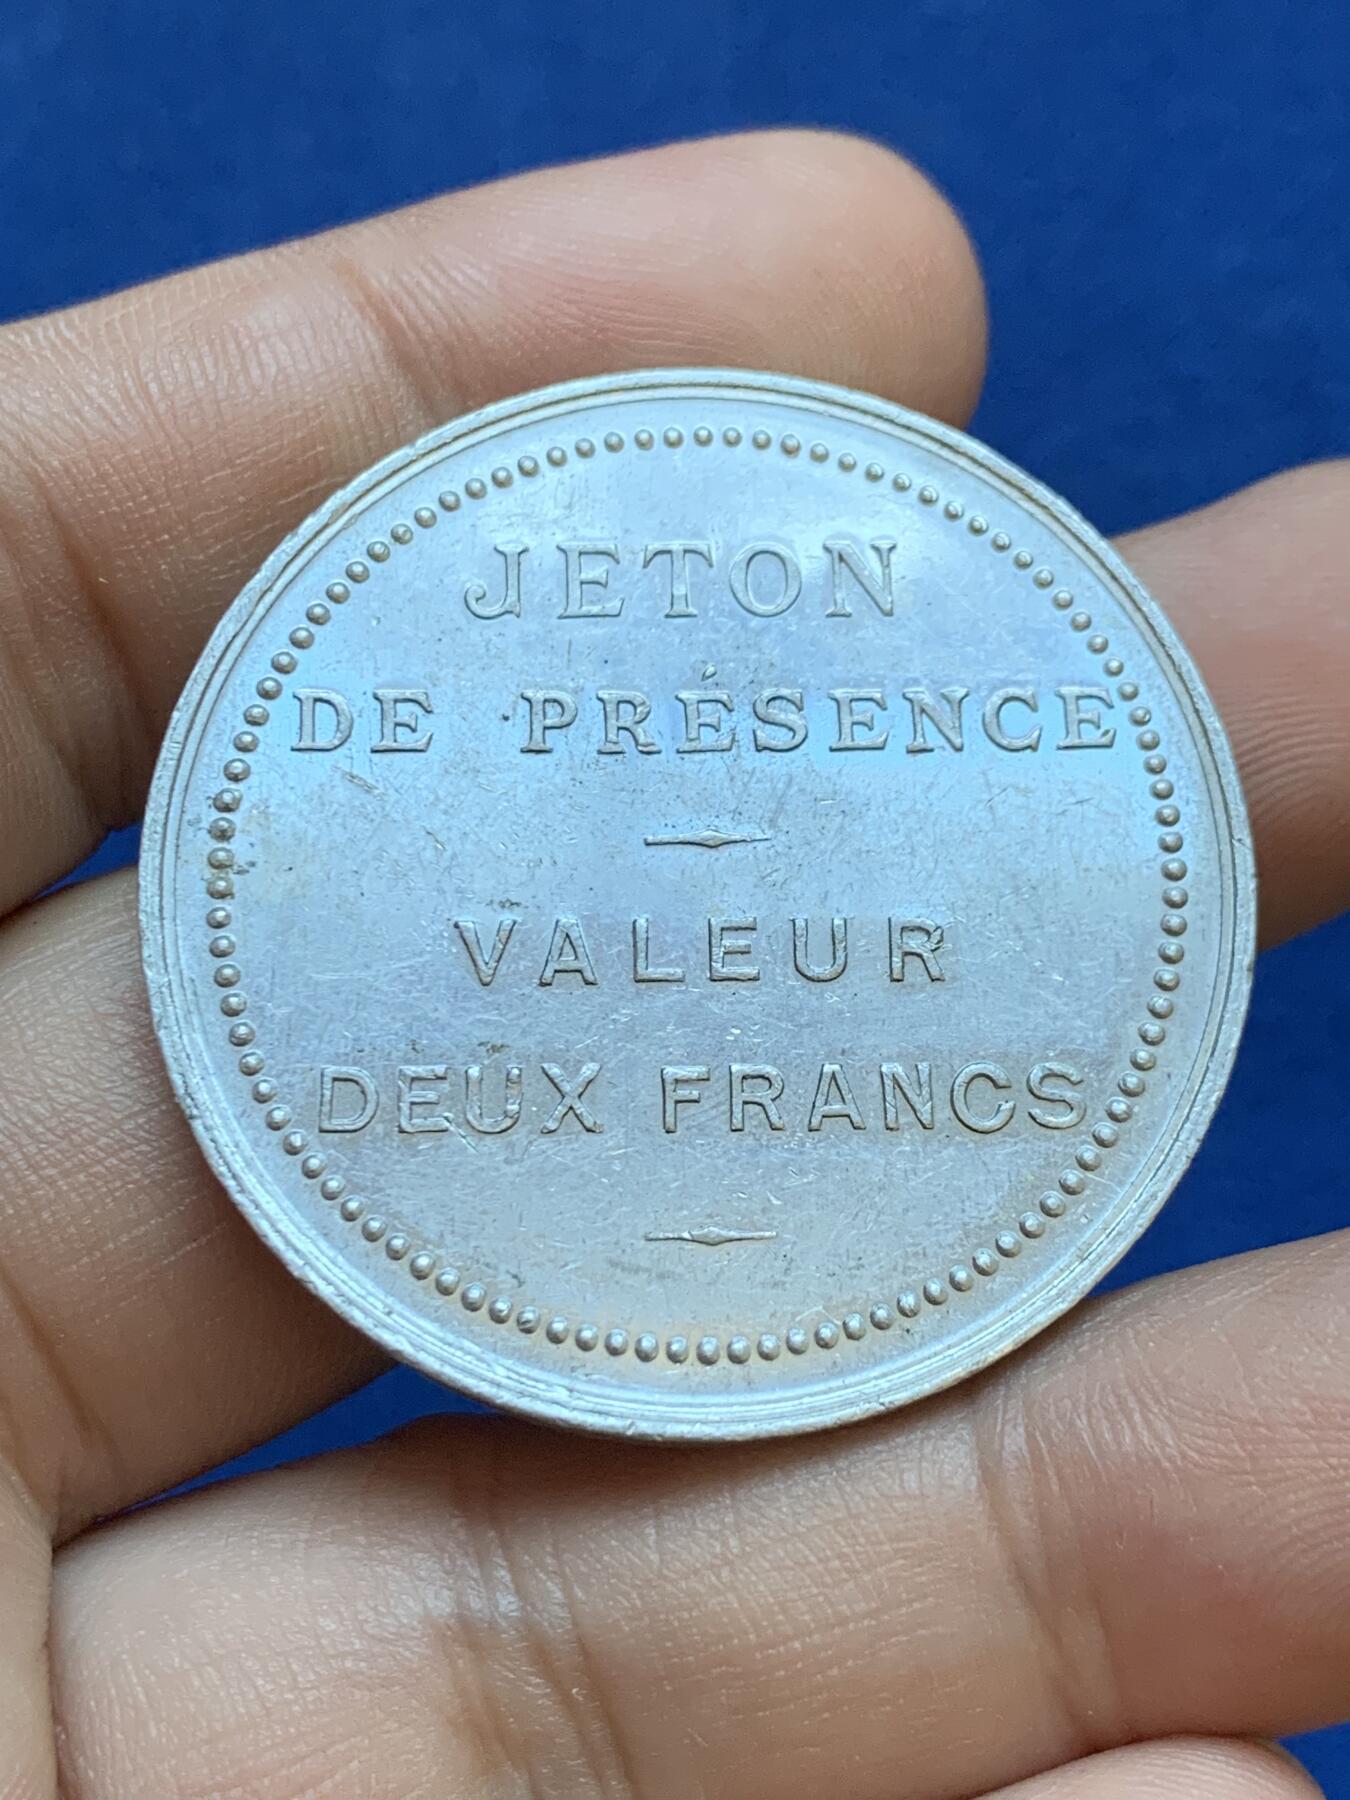 JETON
DE PRÉSENCE
VALEUR
DEUX FRANCS